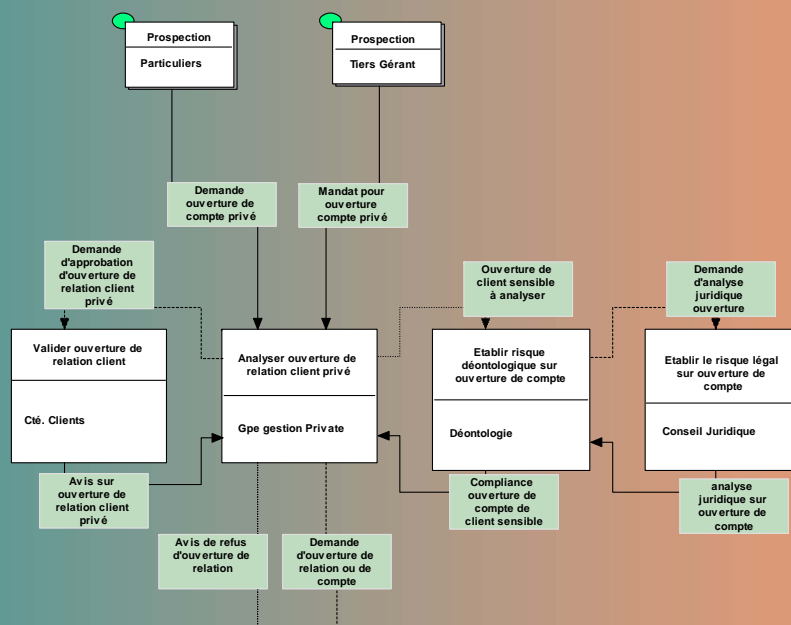 Prospection
Particuliers
Prospection
Tiers Gérant
Demande
ouverture de
compte privé
Mandat pour
ouverture
compte privé
Demande
d'approbation
d'ouverture de
relation client
privé
Ouverture de
client sensible
à analyser
Demande
d'analyse
juridique
ouverture
Valider ouverture de
relation client
Cté. Clients
Analyser ouverture de
relation client privé
Gpe gestion Private
Etablir risque
déontologique sur
ouverture de compte
Déontologie
Etablir le risque légal
sur ouverture de
compte
Conseil Juridique
Avis sur
ouverture de
relation client
privé
Compliance
ouverture de
compte de
client sensible
analyse
juridique sur
ouverture de
compte
Avis de refus
d'ouverture de
relation
Demande
d'ouverture de
relation ou de
compte